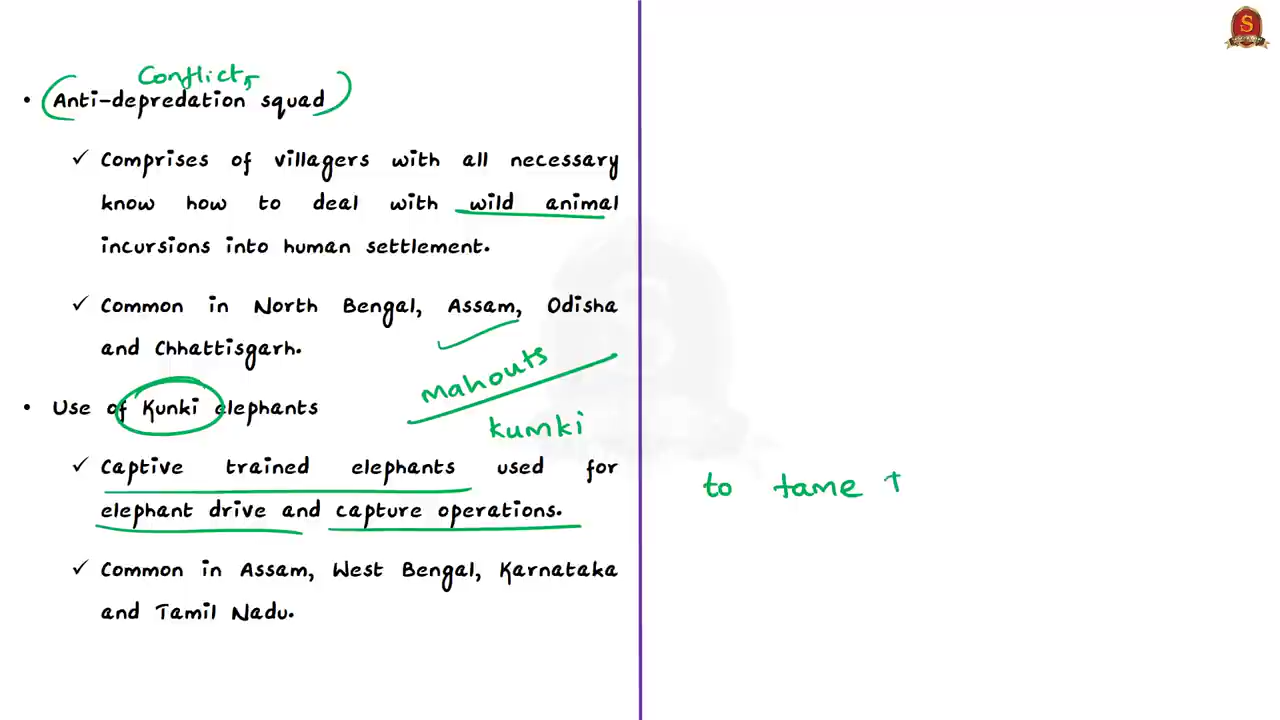 Conflict
• Anti-depredation squad
✓ Comprises of villagers with all necessary
know how to deal with wild animal
incursions into human settlement.
✓ Common in North Bengal, Assam, Odisha
and Chhattisgarh.
mahouts
• Use of Kunki elephants
kumki
✓ Captive trained elephants used for
elephant drive and capture operations.
to tame
✓ Common in Assam, West Bengal, Karnataka
and Tamil Nadu.
S